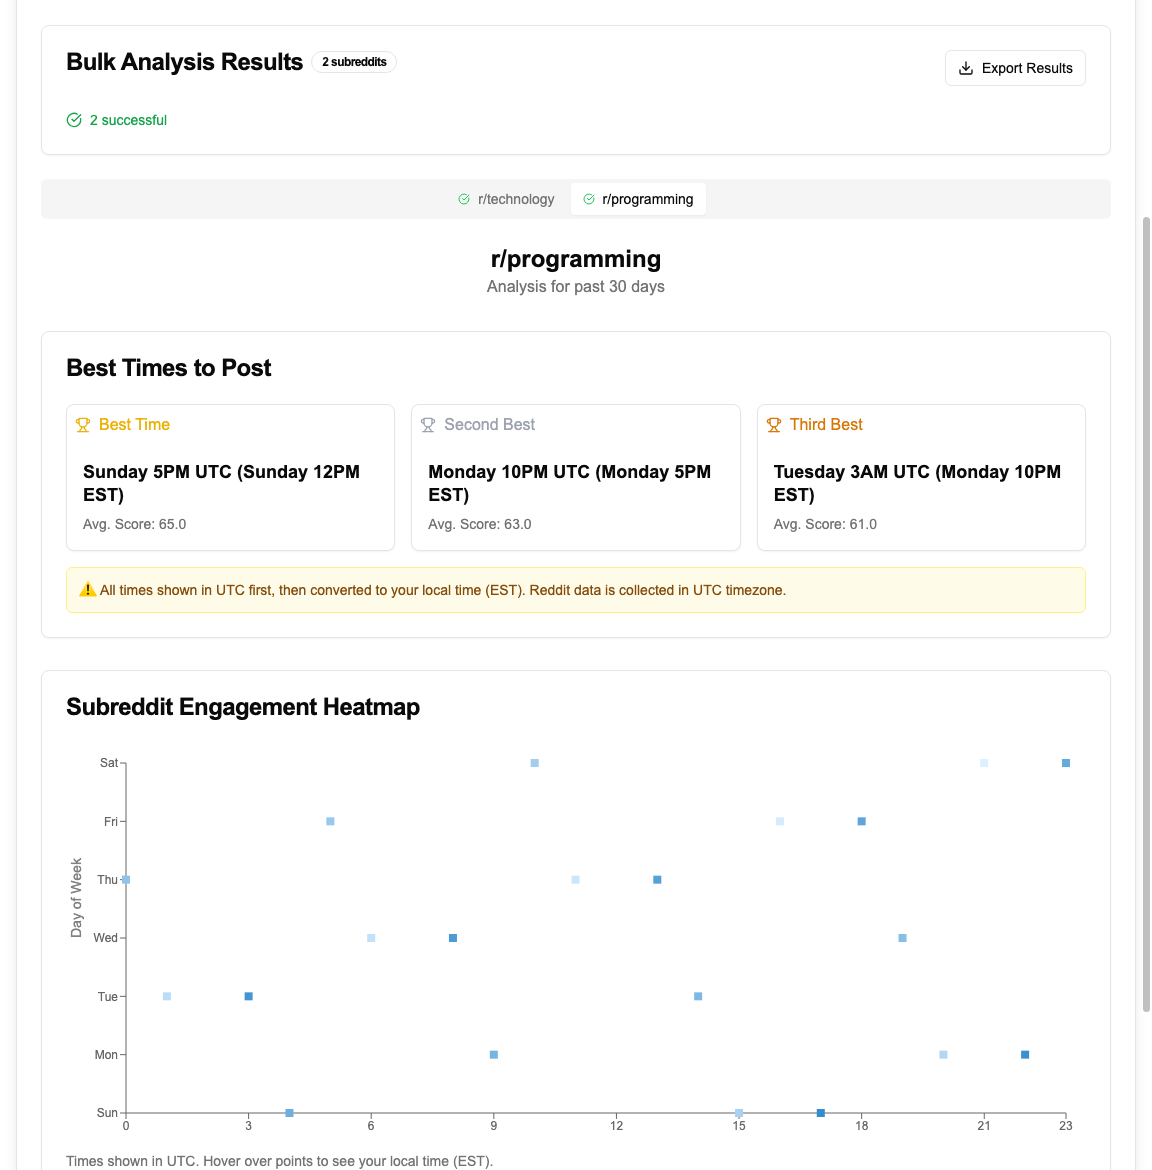 Bulk Analysis Results
2 subreddits
Export Results
2 successful
r/technology
r/programming
r/programming
Analysis for past 30 days
Best Times to Post
Best Time
Sunday 5PM UTC (Sunday 12PM
EST)
Avg. Score: 65.0
Second Best
Monday 10PM UTC (Monday 5PM
EST)
Avg. Score: 63.0
Third Best
Tuesday 3AM UTC (Monday 10PM
EST)
Avg. Score: 61.0
⚠️ All times shown in UTC first, then converted to your local time (EST). Reddit data is collected in UTC timezone.
Subreddit Engagement Heatmap
Day of Week
Sat
Fri
Thu
Wed
Tue
Mon
Sun
0 3 6 9 12 15 18 21 23
Times shown in UTC. Hover over points to see your local time (EST).